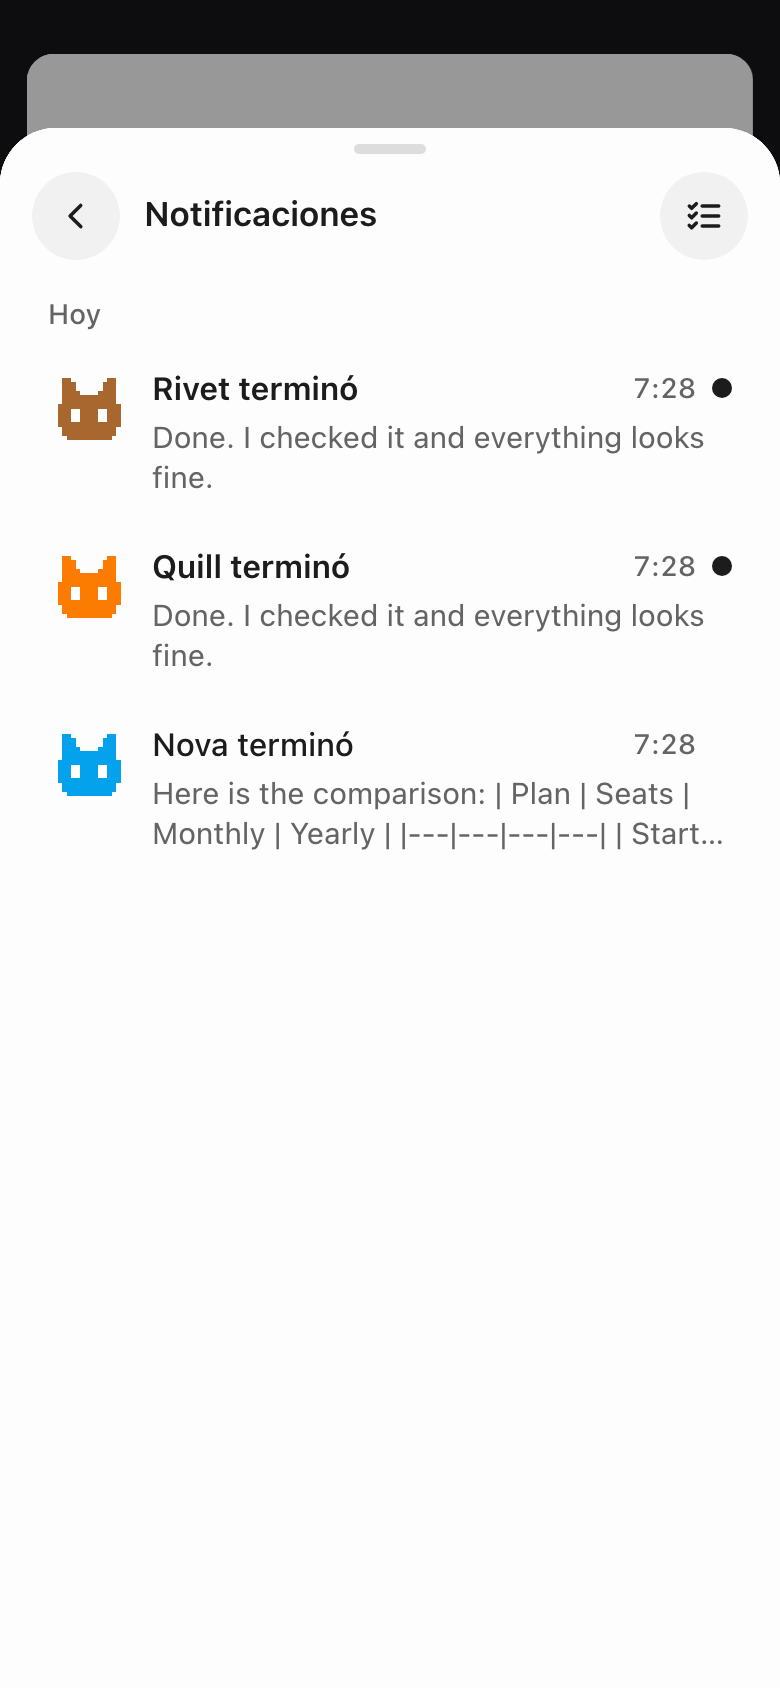 Notificaciones
Hoy
Rivet terminó 7:28
Done. I checked it and everything looks
fine.
Quill terminó 7:28
Done. I checked it and everything looks
fine.
Nova terminó 7:28
Here is the comparison: | Plan | Seats |
Monthly | Yearly | |---|---|---|---| | Start...